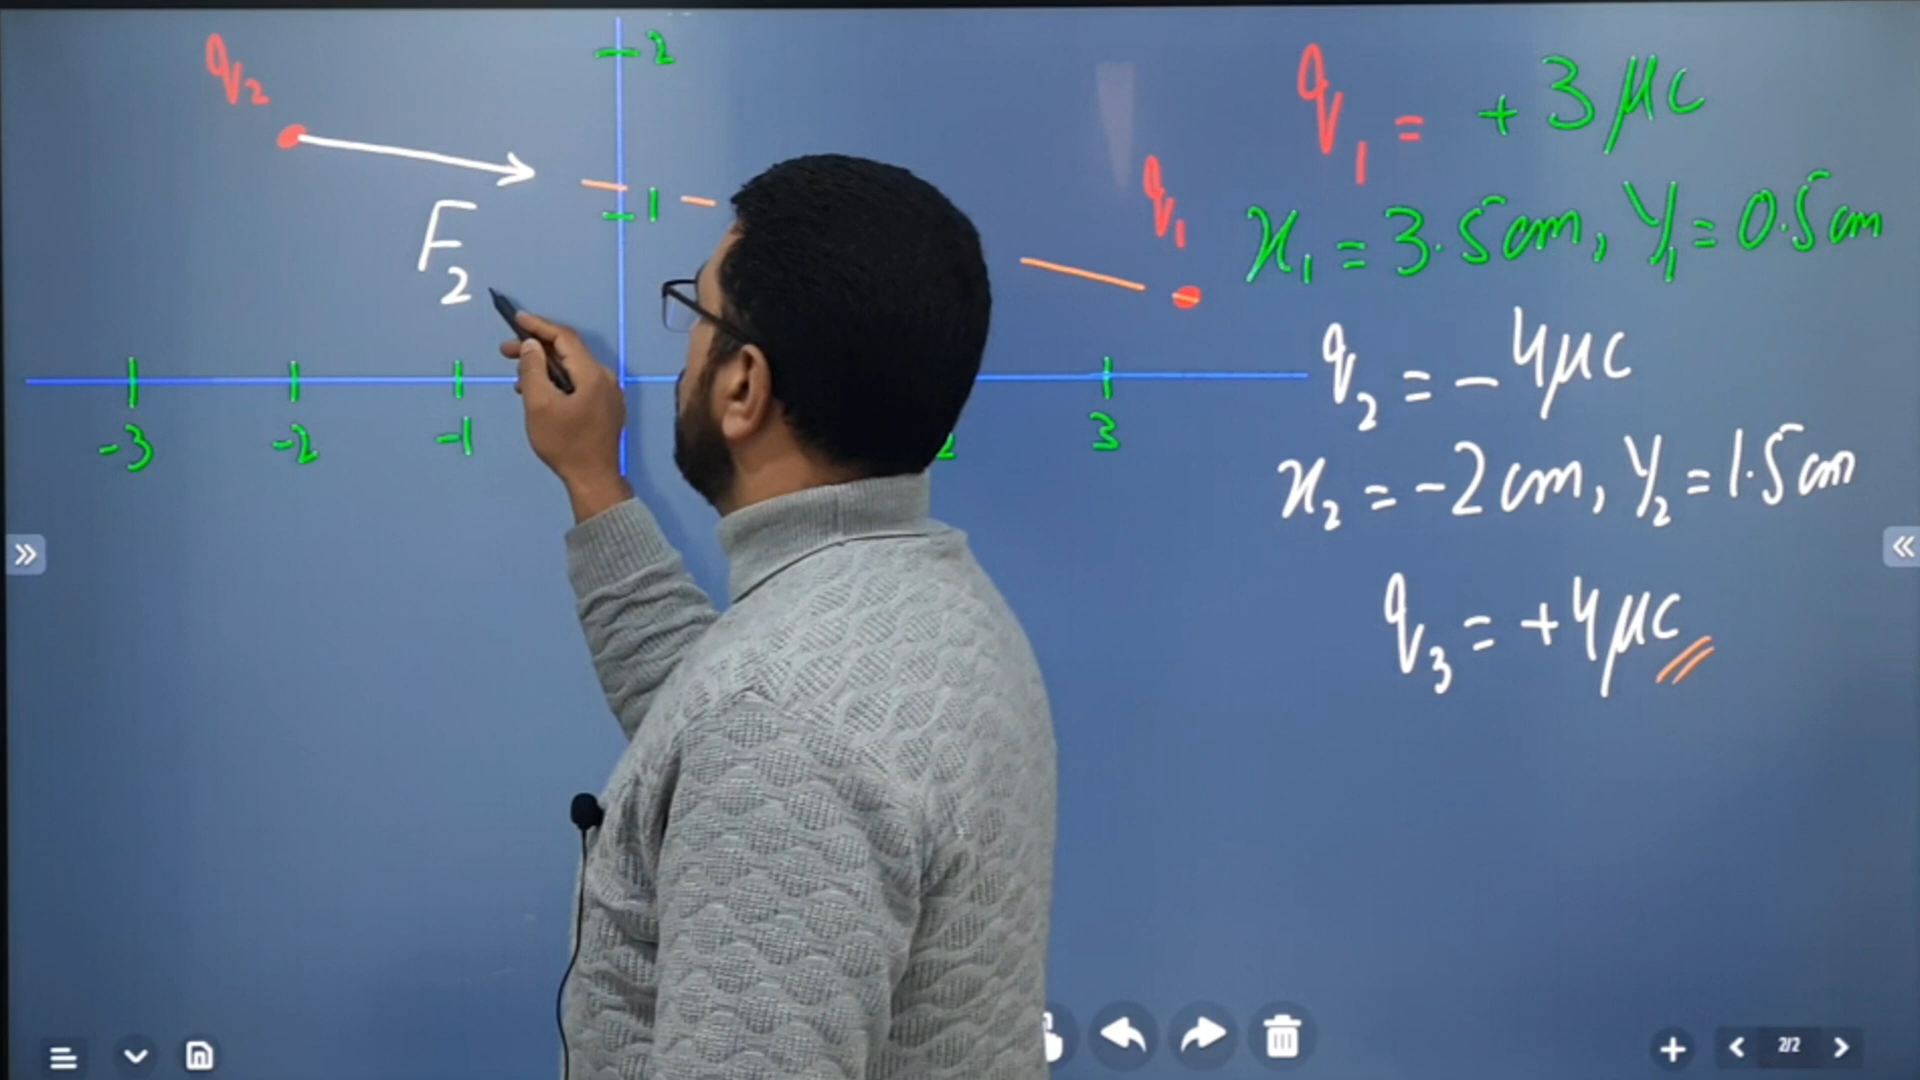 q₂
2
q₁ = +3μc
q₁
1
x₁ = 3.5cm, y₁ = 0.5cm
F₂
q₂ = -4μc
-3 -2 -1 2 3
x₂ = -2cm, y₂ = 1.5cm
q₃ = +4μc
2/2